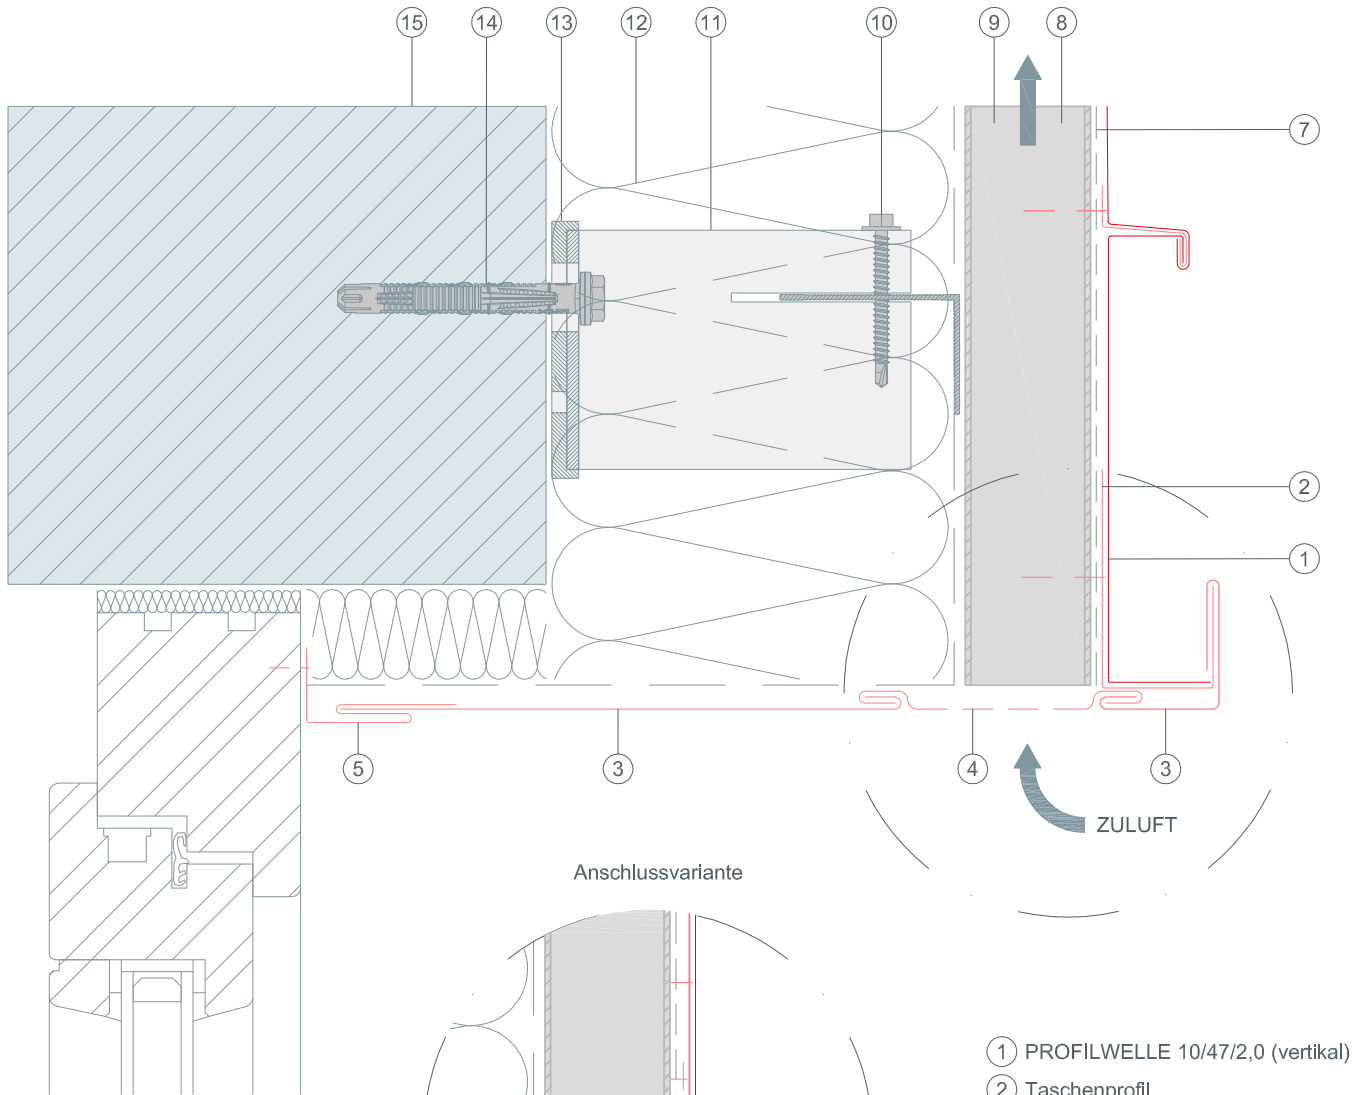 15 14 13 12 11 10 9 8
7
2
1
5 3 4 3
ZULUFT
Anschlussvariante
1 PROFILWELLE 10/47/2,0 (vertikal)
2 Taschenprofil